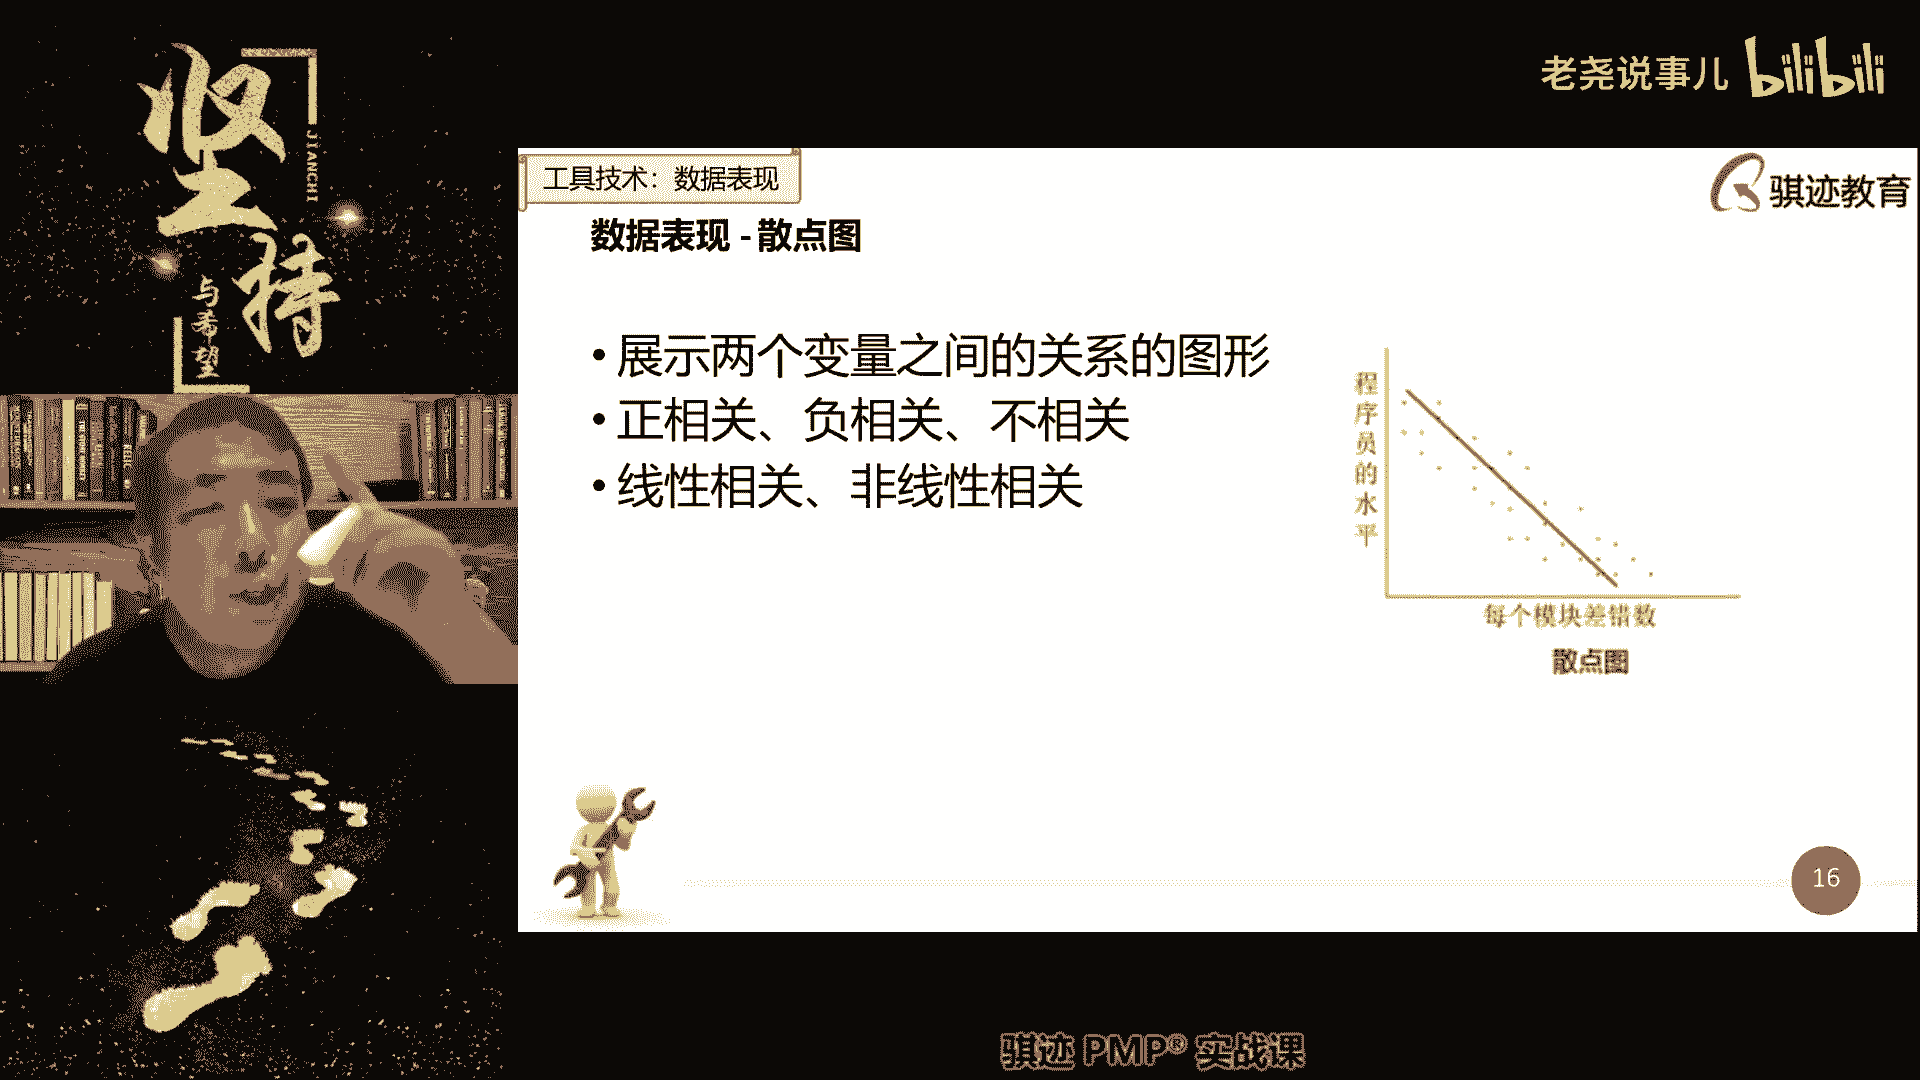 坚持
JIANCHI
与希望
老尧说事儿 bilibili
工具技术：数据表现
骐迹教育
数据表现 - 散点图
• 展示两个变量之间的关系的图形
• 正相关、负相关、不相关
• 线性相关、非线性相关
程序员的水平
每个模块差错数
散点图
16
骐迹 PMP® 实战课